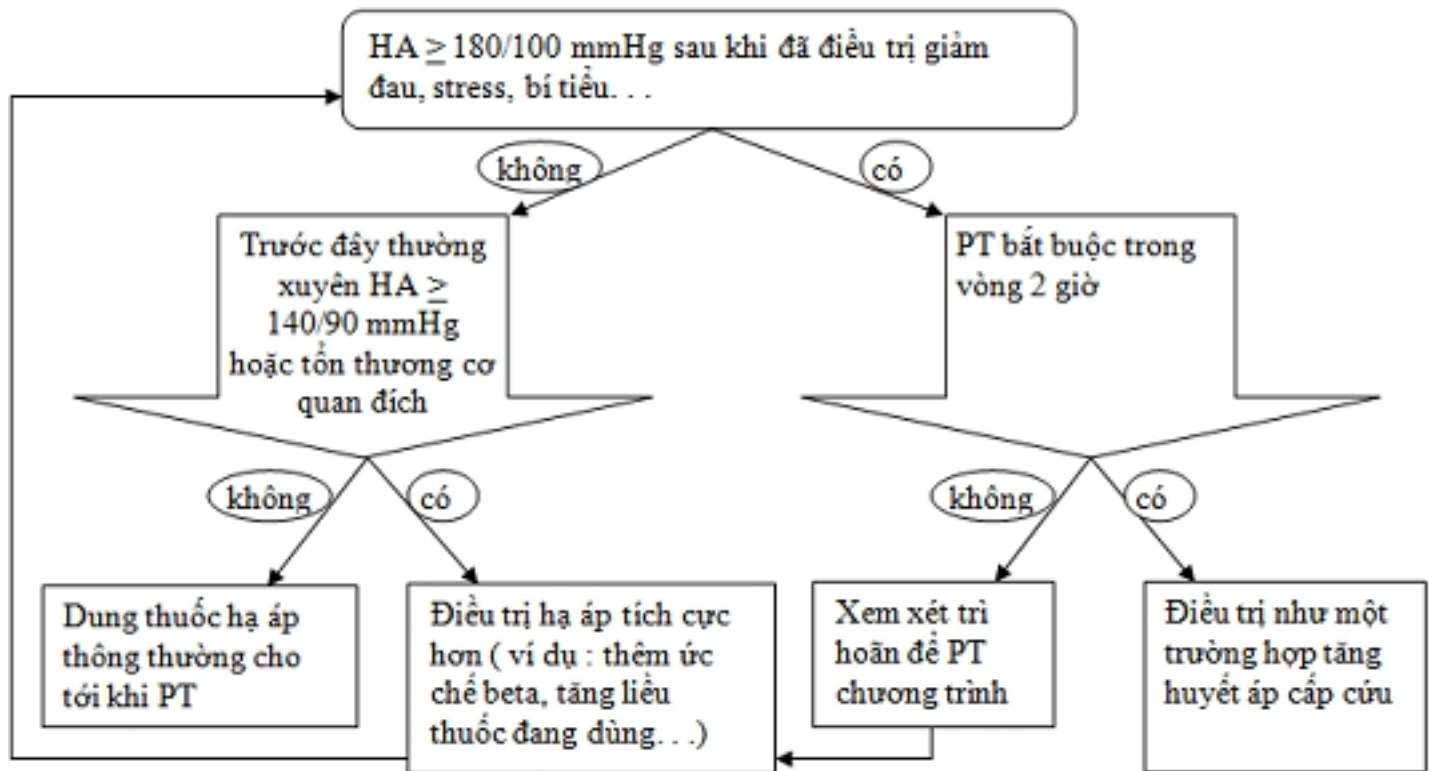 HA ≥ 180/100 mmHg sau khi đã điều trị giảm
đau, stress, bí tiểu. . .
không
có
Trước đây thường
xuyên HA ≥
140/90 mmHg
hoặc tổn thương cơ
quan đích
PT bắt buộc trong
vòng 2 giờ
không
có
không
có
Dung thuốc hạ áp
thông thường cho
tới khi PT
Điều trị hạ áp tích cực
hơn ( ví dụ : thêm ức
chế beta, tăng liều
thuốc đang dùng. . .)
Xem xét trì
hoãn để PT
chương trình
Điều trị như một
trường hợp tăng
huyết áp cấp cứu